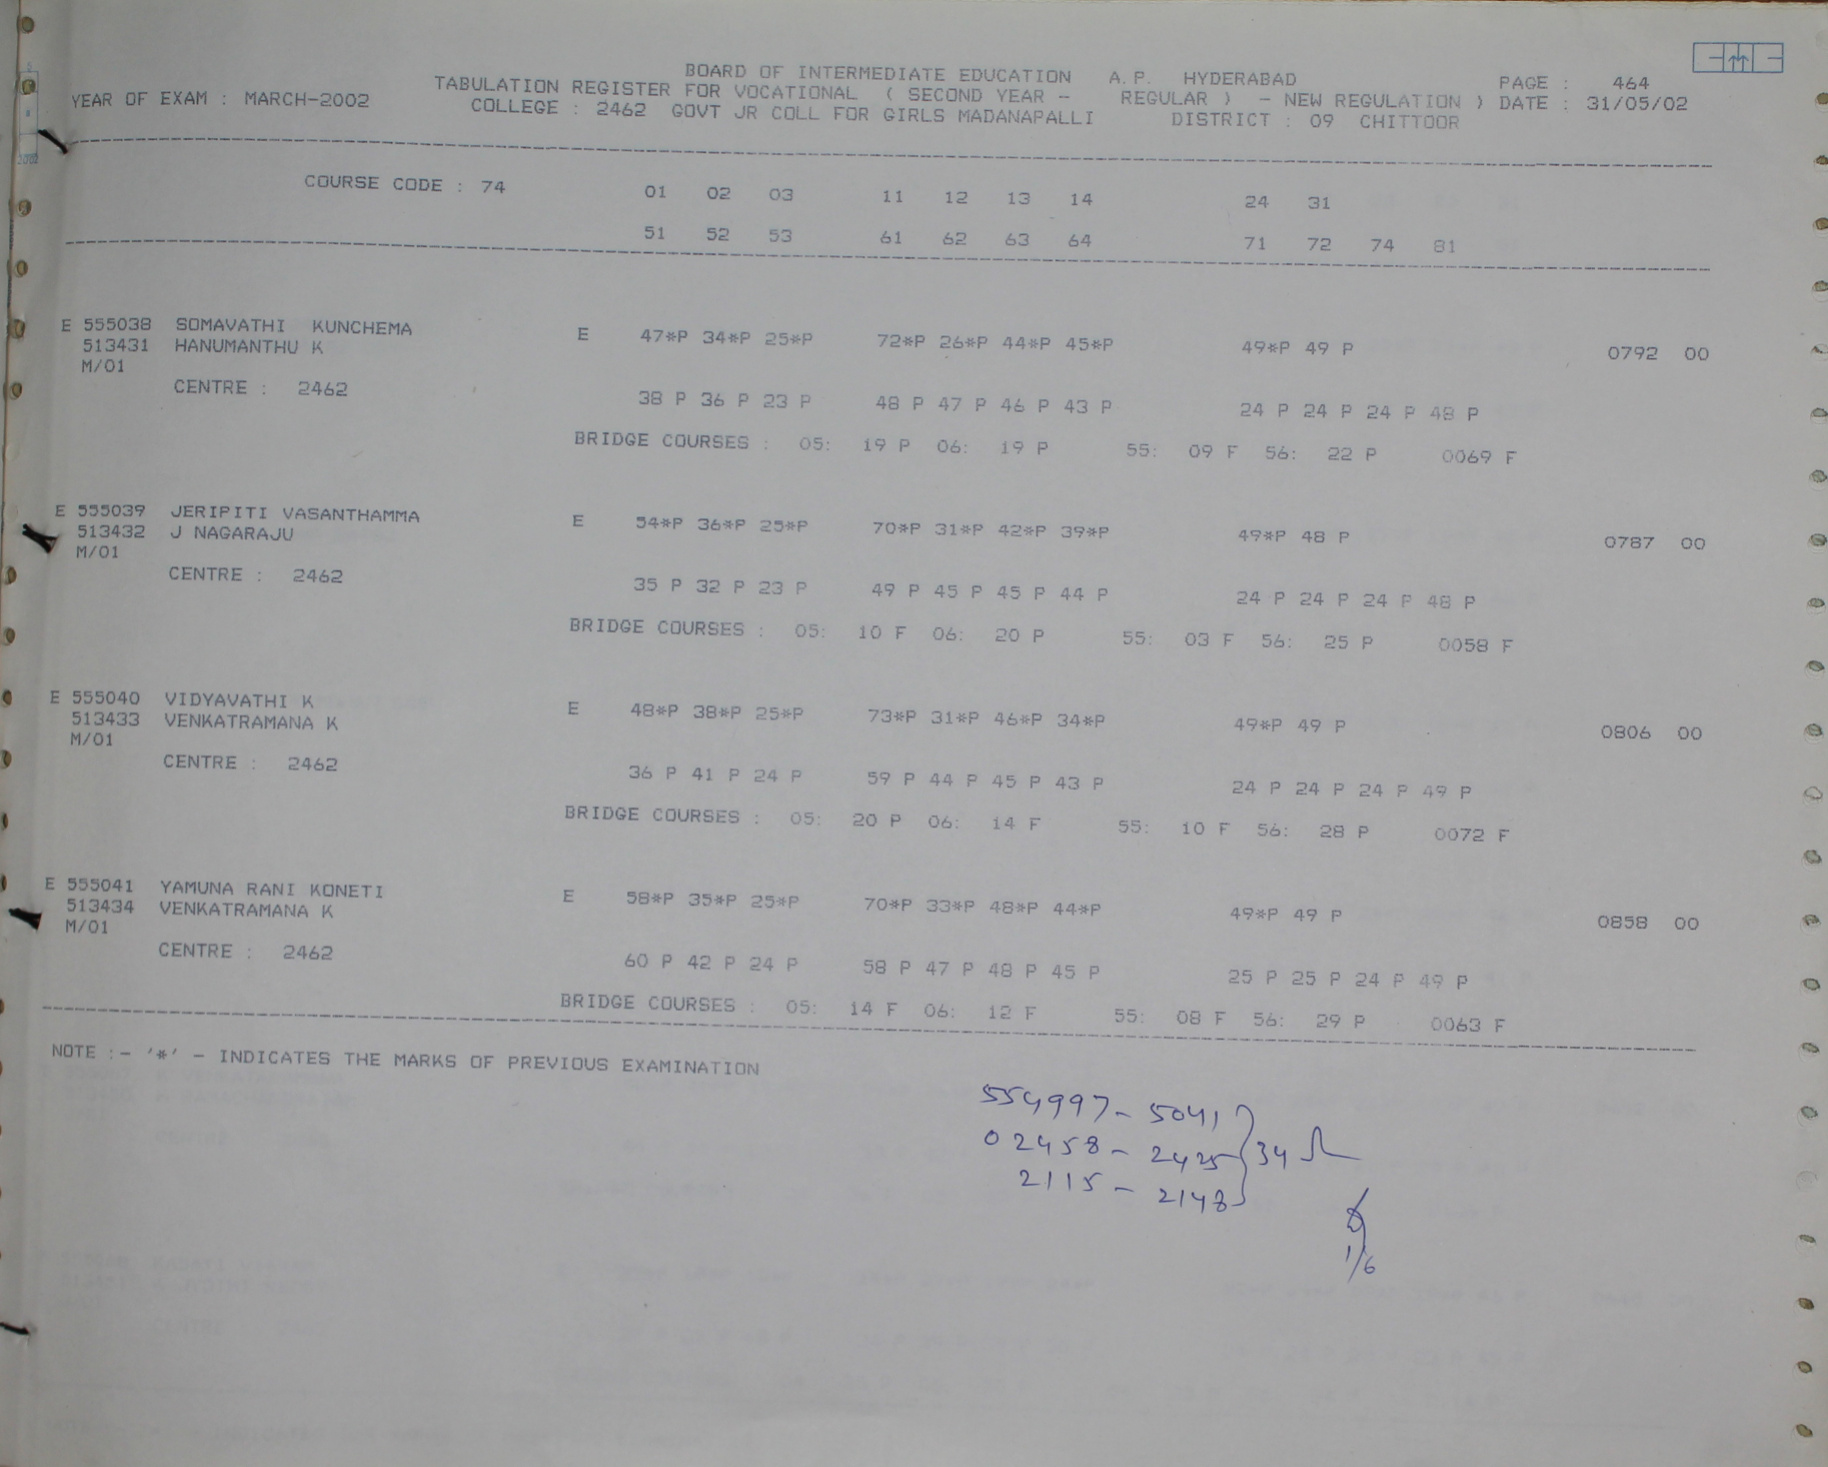 BOARD OF INTERMEDIATE EDUCATION A.P. HYDERABAD
YEAR OF EXAM : MARCH-2002 TABULATION REGISTER FOR VOCATIONAL ( SECOND YEAR - REGULAR ) - NEW REGULATION ) PAGE : 464
COLLEGE : 2462 GOVT JR COLL FOR GIRLS MADANAPALLI DISTRICT : 09 CHITTOOR DATE : 31/05/02
COURSE CODE : 74 01 02 03 11 12 13 14 24 31
51 52 53 61 62 63 64 71 72 74 81
E 555038 SOMAVATHI KUNCHEMA E 47*P 34*P 25*P 72*P 26*P 44*P 45*P 49*P 49 P 0792 00
513431 HANUMANTHU K
M/01
CENTRE : 2462 38 P 36 P 23 P 48 P 47 P 46 P 43 P 24 P 24 P 24 P 48 P
BRIDGE COURSES : 05: 19 P 06: 19 P 55: 09 F 56: 22 P 0069 F
E 555039 JERIPITI VASANTHAMMA E 54*P 36*P 25*P 70*P 31*P 42*P 39*P 49*P 48 P 0787 00
513432 J NAGARAJU
M/01
CENTRE : 2462 35 P 32 P 23 P 49 P 45 P 45 P 44 P 24 P 24 P 24 P 48 P
BRIDGE COURSES : 05: 10 F 06: 20 P 55: 03 F 56: 25 P 0058 F
E 555040 VIDYAVATHI K E 48*P 38*P 25*P 73*P 31*P 46*P 34*P 49*P 49 P 0806 00
513433 VENKATRAMANA K
M/01
CENTRE : 2462 36 P 41 P 24 P 59 P 44 P 45 P 43 P 24 P 24 P 24 P 49 P
BRIDGE COURSES : 05: 20 P 06: 14 F 55: 10 F 56: 28 P 0072 F
E 555041 YAMUNA RANI KONETI E 58*P 35*P 25*P 70*P 33*P 48*P 44*P 49*P 49 P 0858 00
513434 VENKATRAMANA K
M/01
CENTRE : 2462 60 P 42 P 24 P 58 P 47 P 48 P 45 P 25 P 25 P 24 P 49 P
BRIDGE COURSES : 05: 14 F 06: 12 F 55: 08 F 56: 29 P 0063 F
NOTE :- '*' - INDICATES THE MARKS OF PREVIOUS EXAMINATION
554997 - 5041
02458 - 2425 } 34
2115 - 2148
1/6